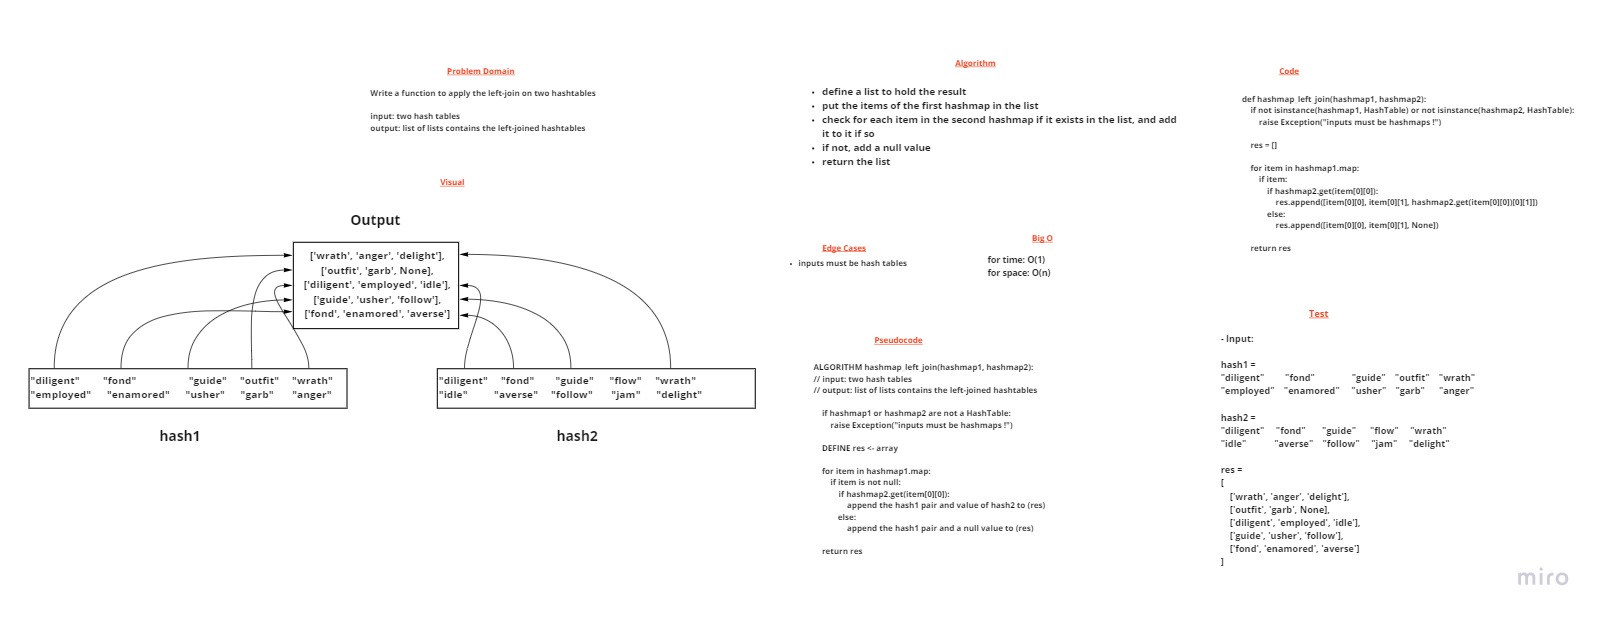 Problem Domain
Write a function to apply the left-join on two hashtables
input: two hash tables
output: list of lists contains the left-joined hashtables
Visual
Output
['wrath', 'anger', 'delight'],
['outfit', 'garb', None],
['diligent', 'employed', 'idle'],
['guide', 'usher', 'follow'],
['fond', 'enamored', 'averse']
"diligent" "fond" "guide" "outfit" "wrath"
"employed" "enamored" "usher" "garb" "anger"
hash1
"diligent" "fond" "guide" "flow" "wrath"
"idle" "averse" "follow" "jam" "delight"
hash2
Algorithm
• define a list to hold the result
• put the items of the first hashmap in the list
• check for each item in the second hashmap if it exists in the list, and add
it to it if so
• if not, add a null value
• return the list
Edge Cases
• inputs must be hash tables
Big O
for time: O(1)
for space: O(n)
Pseudocode
ALGORITHM hashmap_left_join(hashmap1, hashmap2):
// input: two hash tables
// output: list of lists contains the left-joined hashtables
if hashmap1 or hashmap2 are not a HashTable:
raise Exception("inputs must be hashmaps !")
DEFINE res <- array
for item in hashmap1.map:
if item is not null:
if hashmap2.get(item[0][0]):
append the hash1 pair and value of hash2 to (res)
else:
append the hash1 pair and a null value to (res)
return res
Code
def hashmap_left_join(hashmap1, hashmap2):
if not isinstance(hashmap1, HashTable) or not isinstance(hashmap2, HashTable):
raise Exception("inputs must be hashmaps !")
res = []
for item in hashmap1.map:
if item:
if hashmap2.get(item[0][0]):
res.append([item[0][0], item[0][1], hashmap2.get(item[0][0])[0][1]])
else:
res.append([item[0][0], item[0][1], None])
return res
Test
- Input:
hash1 =
"diligent" "fond" "guide" "outfit" "wrath"
"employed" "enamored" "usher" "garb" "anger"
hash2 =
"diligent" "fond" "guide" "flow" "wrath"
"idle" "averse" "follow" "jam" "delight"
res =
[
['wrath', 'anger', 'delight'],
['outfit', 'garb', None],
['diligent', 'employed', 'idle'],
['guide', 'usher', 'follow'],
['fond', 'enamored', 'averse']
]
miro